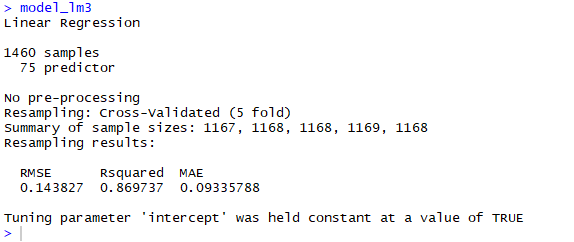 > model_lm3
Linear Regression
1460 samples
75 predictor
No pre-processing
Resampling: Cross-Validated (5 fold)
Summary of sample sizes: 1167, 1168, 1168, 1169, 1168
Resampling results:
RMSE Rsquared MAE
0.143827 0.869737 0.09335788
Tuning parameter 'intercept' was held constant at a value of TRUE
>